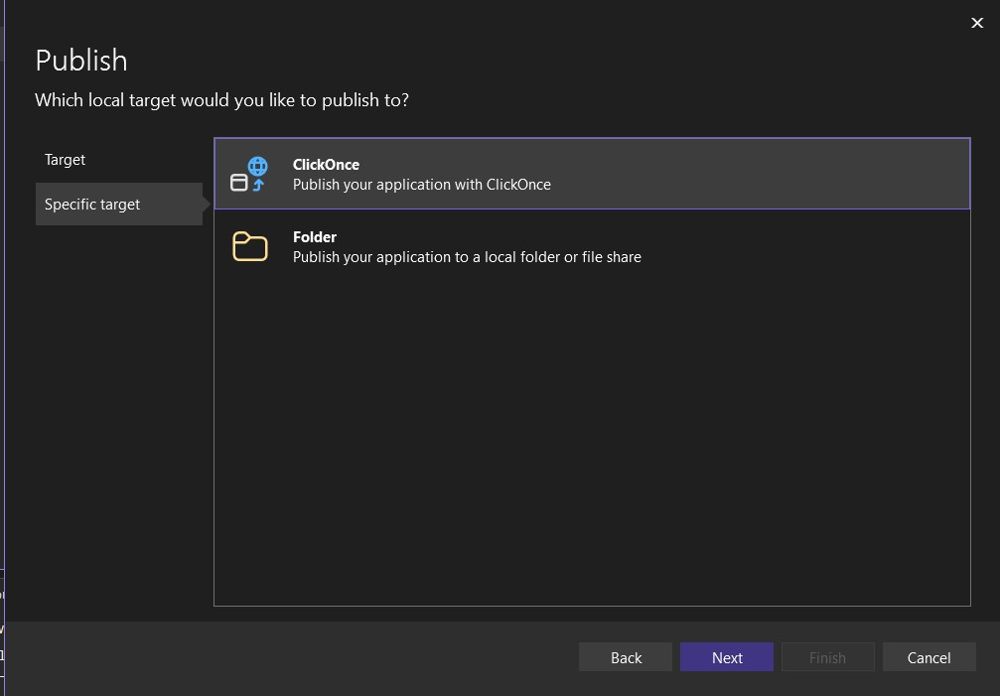 Publish
Which local target would you like to publish to?
Target
Specific target
ClickOnce
Publish your application with ClickOnce
Folder
Publish your application to a local folder or file share
Back
Next
Finish
Cancel